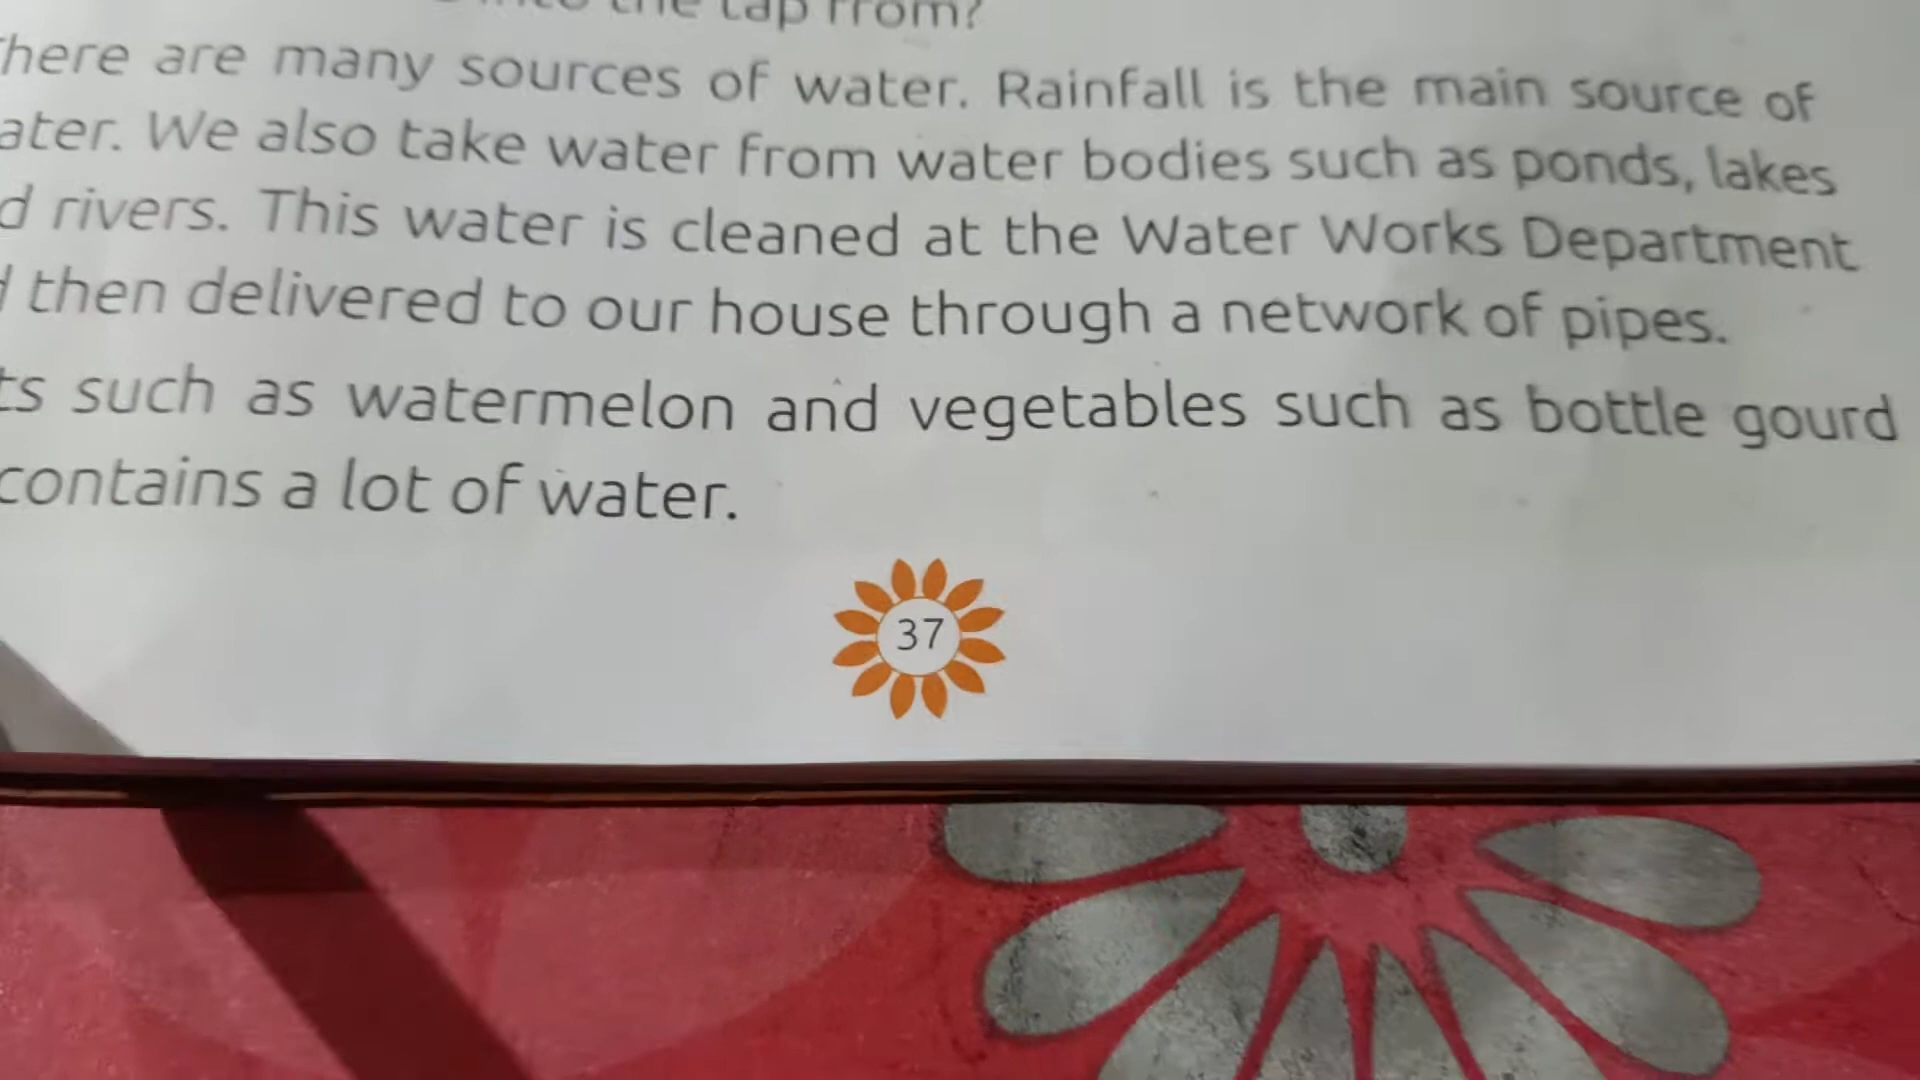 the tap from?
here are many sources of water. Rainfall is the main source of
ater. We also take water from water bodies such as ponds, lakes
d rivers. This water is cleaned at the Water Works Department
then delivered to our house through a network of pipes.
ts such as watermelon and vegetables such as bottle gourd
contains a lot of water.
37